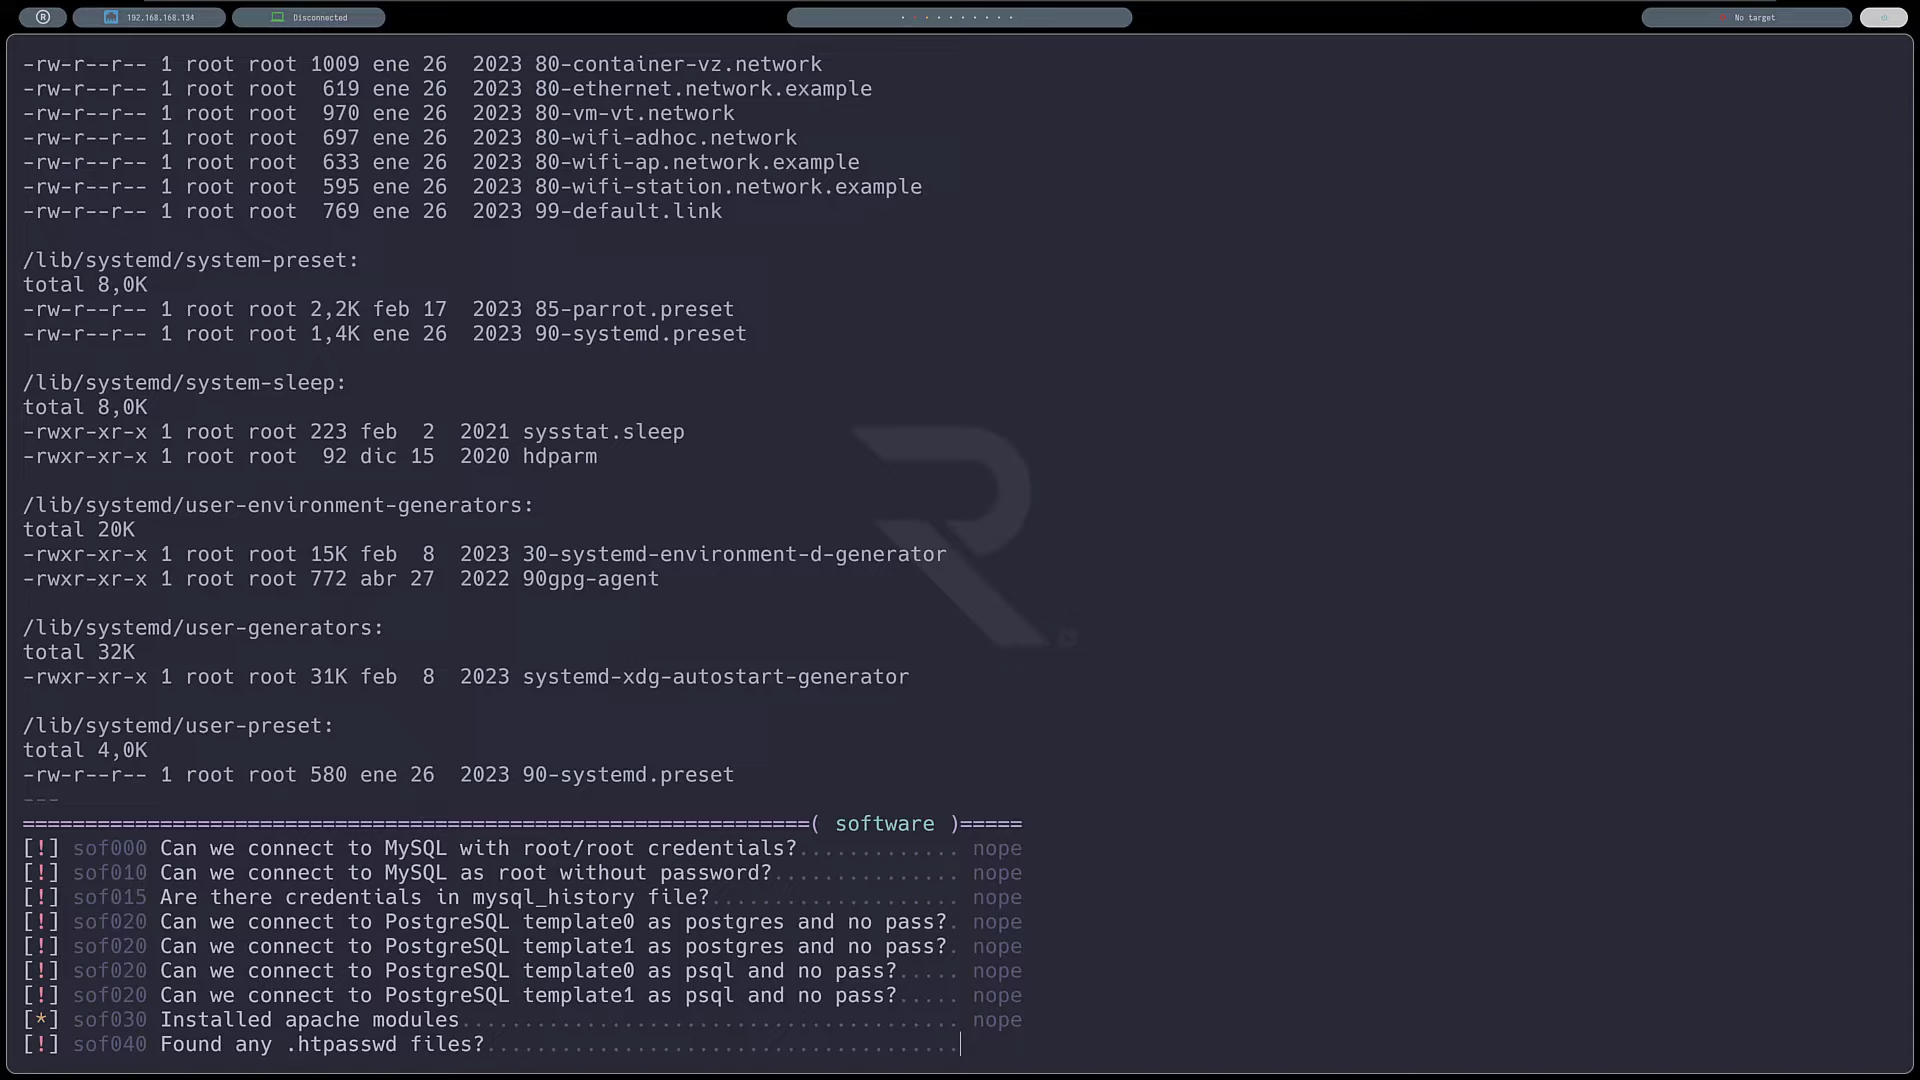 192.168.168.134
Disconnected
No target
-rw-r--r-- 1 root root 1009 ene 26  2023 80-container-vz.network
-rw-r--r-- 1 root root  619 ene 26  2023 80-ethernet.network.example
-rw-r--r-- 1 root root  970 ene 26  2023 80-vm-vt.network
-rw-r--r-- 1 root root  697 ene 26  2023 80-wifi-adhoc.network
-rw-r--r-- 1 root root  633 ene 26  2023 80-wifi-ap.network.example
-rw-r--r-- 1 root root  595 ene 26  2023 80-wifi-station.network.example
-rw-r--r-- 1 root root  769 ene 26  2023 99-default.link
/lib/systemd/system-preset:
total 8,0K
-rw-r--r-- 1 root root 2,2K feb 17  2023 85-parrot.preset
-rw-r--r-- 1 root root 1,4K ene 26  2023 90-systemd.preset
/lib/systemd/system-sleep:
total 8,0K
-rwxr-xr-x 1 root root 223 feb  2  2021 sysstat.sleep
-rwxr-xr-x 1 root root  92 dic 15  2020 hdparm
/lib/systemd/user-environment-generators:
total 20K
-rwxr-xr-x 1 root root 15K feb  8  2023 30-systemd-environment-d-generator
-rwxr-xr-x 1 root root 772 abr 27  2022 90gpg-agent
/lib/systemd/user-generators:
total 32K
-rwxr-xr-x 1 root root 31K feb  8  2023 systemd-xdg-autostart-generator
/lib/systemd/user-preset:
total 4,0K
-rw-r--r-- 1 root root 580 ene 26  2023 90-systemd.preset
---
===============================================================( software )=====
[!] sof000 Can we connect to MySQL with root/root credentials?............. nope
[!] sof010 Can we connect to MySQL as root without password?............... nope
[!] sof015 Are there credentials in mysql_history file?.................... nope
[!] sof020 Can we connect to PostgreSQL template0 as postgres and no pass?. nope
[!] sof020 Can we connect to PostgreSQL template1 as postgres and no pass?. nope
[!] sof020 Can we connect to PostgreSQL template0 as psql and no pass?..... nope
[!] sof020 Can we connect to PostgreSQL template1 as psql and no pass?..... nope
[*] sof030 Installed apache modules........................................ nope
[!] sof040 Found any .htpasswd files?......................................